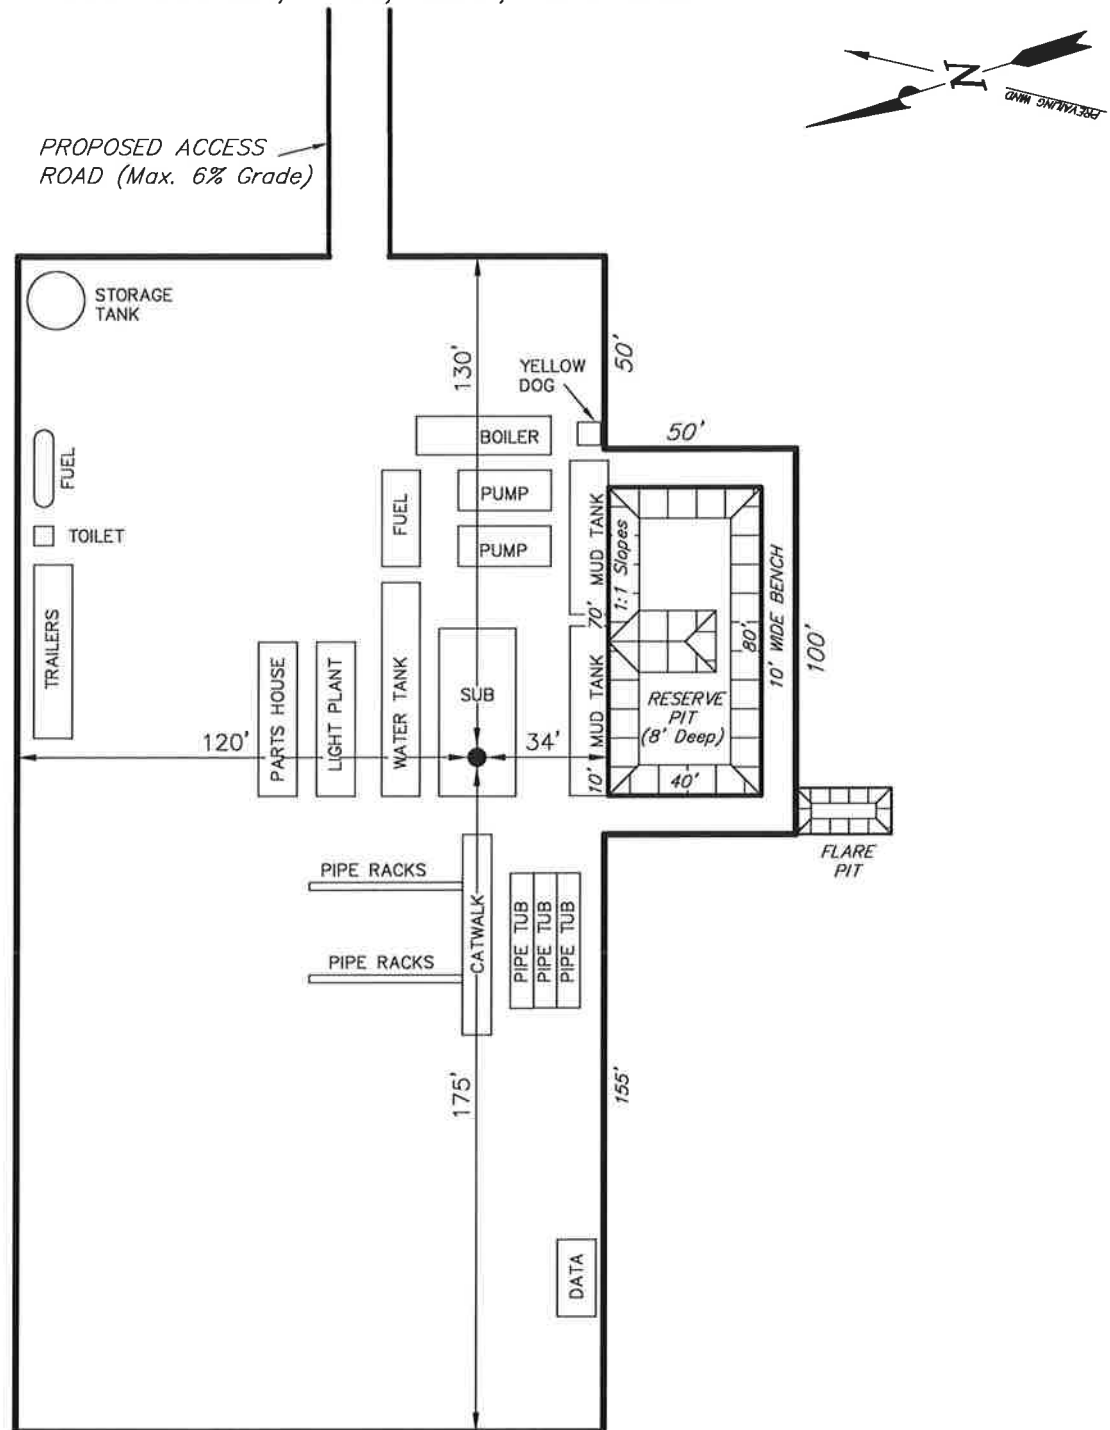 N
PREVAILING WIND
PROPOSED ACCESS
ROAD (Max. 6% Grade)
STORAGE
TANK
130'
YELLOW
DOG
50'
50'
BOILER
FUEL
FUEL
PUMP
MUD TANK
TOILET
PUMP
1:1 Slopes
10' WIDE BENCH
70'
80'
100'
TRAILERS
PARTS HOUSE
LIGHT PLANT
WATER TANK
SUB
MUD TANK
RESERVE
PIT
(8' Deep)
120'
34'
10'
40'
FLARE
PIT
PIPE RACKS
CATWALK
PIPE TUB
PIPE TUB
PIPE TUB
PIPE RACKS
175'
155'
DATA